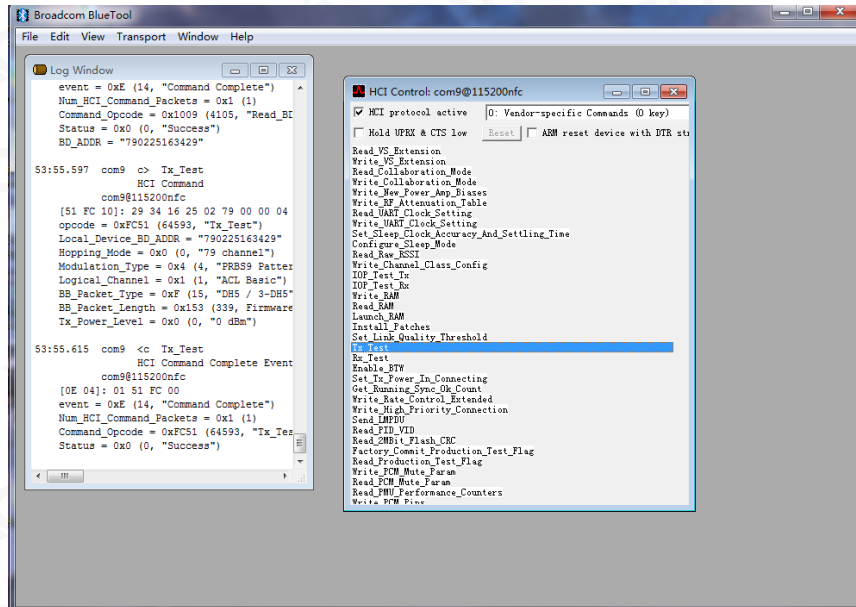 Broadcom BlueTool
File Edit View Transport Window Help
Log Window
event = 0xE (14, "Command Complete")
Num_HCI_Command_Packets = 0x1 (1)
Command_Opcode = 0x1009 (4105, "Read_BD
Status = 0x0 (0, "Success")
BD_ADDR = "790225163429"
53:55.597 com9 c> Tx_Test
HCI Command
com9@115200nfc
[51 FC 10]: 29 34 16 25 02 79 00 00 04
opcode = 0xFC51 (64593, "Tx_Test")
Local_Device_BD_ADDR = "790225163429"
Hopping_Mode = 0x0 (0, "79 channel")
Modulation_Type = 0x4 (4, "PRBS9 Patter
Logical_Channel = 0x1 (1, "ACL Basic")
BB_Packet_Type = 0xF (15, "DH5 / 3-DH5"
BB_Packet_Length = 0x153 (339, Firmware
Tx_Power_Level = 0x0 (0, "0 dBm")
53:55.615 com9 <c Tx_Test
HCI Command Complete Event
com9@115200nfc
[0E 04]: 01 51 FC 00
event = 0xE (14, "Command Complete")
Num_HCI_Command_Packets = 0x1 (1)
Command_Opcode = 0xFC51 (64593, "Tx_Tes
Status = 0x0 (0, "Success")
HCI Control: com9@115200nfc
HCI protocol active 0: Vendor-specific Commands (0 key)
Hold UPRX & CTS low Reset ARM reset device with DTR str
Read_VS_Extension
Write_VS_Extension
Read_Collaboration_Mode
Write_Collaboration_Mode
Write_New_Power_Amp_Biases
Write_RF_Attenuation_Table
Read_UART_Clock_Setting
Write_UART_Clock_Setting
Set_Sleep_Clock_Accuracy_And_Settling_Time
Configure_Sleep_Mode
Read_Raw_RSSI
Write_Channel_Class_Config
IOP_Test_Tx
IOP_Test_Rx
Write_RAM
Read_RAM
Launch_RAM
Install_Patches
Set_Link_Quality_Threshold
Tx_Test
Rx_Test
Enable_BTW
Set_Tx_Power_In_Connecting
Get_Running_Sync_Ok_Count
Write_Rate_Control_Extended
Write_High_Priority_Connection
Send_LMPDU
Read_PID_VID
Read_2MBit_Flash_CRC
Factory_Commit_Production_Test_Flag
Read_Production_Test_Flag
Write_PCM_Mute_Param
Read_PCM_Mute_Param
Read_PMU_Performance_Counters
Write_PCM_Pins